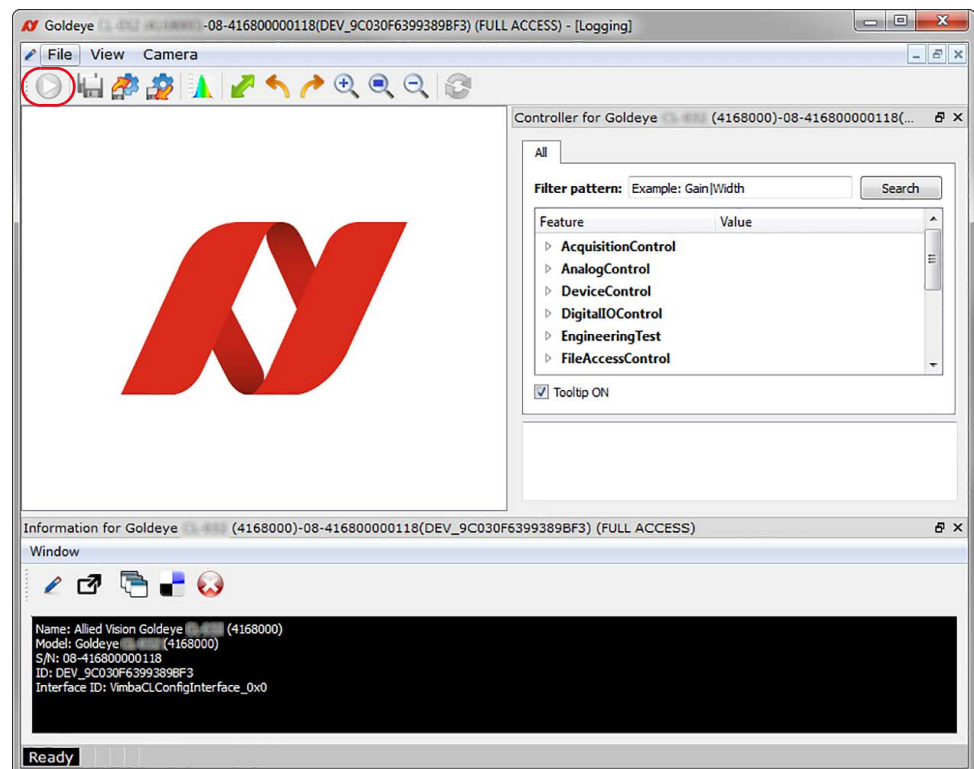 Goldeye -08-416800000118(DEV_9C030F6399389BF3) (FULL ACCESS) - [Logging]
File View Camera
Controller for Goldeye (4168000)-08-416800000118(...
All
Filter pattern: Example: Gain|Width Search
Feature Value
AcquisitionControl
AnalogControl
DeviceControl
DigitalIOControl
EngineeringTest
FileAccessControl
Tooltip ON
Information for Goldeye (4168000)-08-416800000118(DEV_9C030F6399389BF3) (FULL ACCESS)
Window
Name: Allied Vision Goldeye (4168000)
Model: Goldeye (4168000)
S/N: 08-416800000118
ID: DEV_9C030F6399389BF3
Interface ID: VimbaCLConfigInterface_0x0
Ready